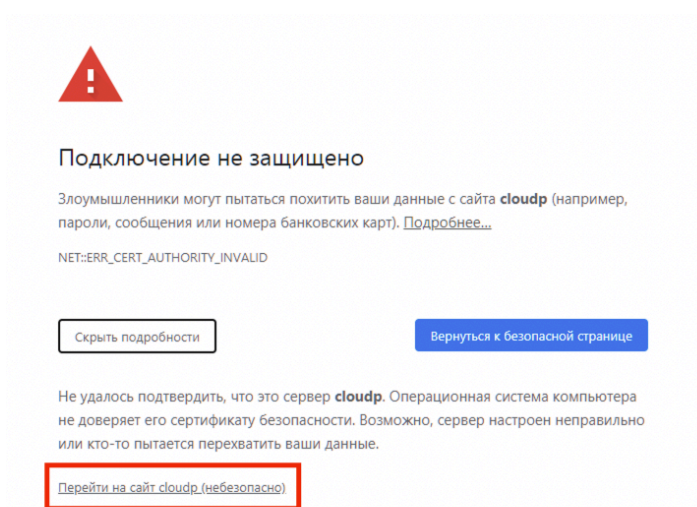 Подключение не защищено
Злоумышленники могут пытаться похитить ваши данные с сайта cloudp (например,
пароли, сообщения или номера банковских карт). Подробнее...
NET::ERR_CERT_AUTHORITY_INVALID
Скрыть подробности
Вернуться к безопасной странице
Не удалось подтвердить, что это сервер cloudp. Операционная система компьютера
не доверяет его сертификату безопасности. Возможно, сервер настроен неправильно
или кто-то пытается перехватить ваши данные.
Перейти на сайт cloudp (небезопасно)